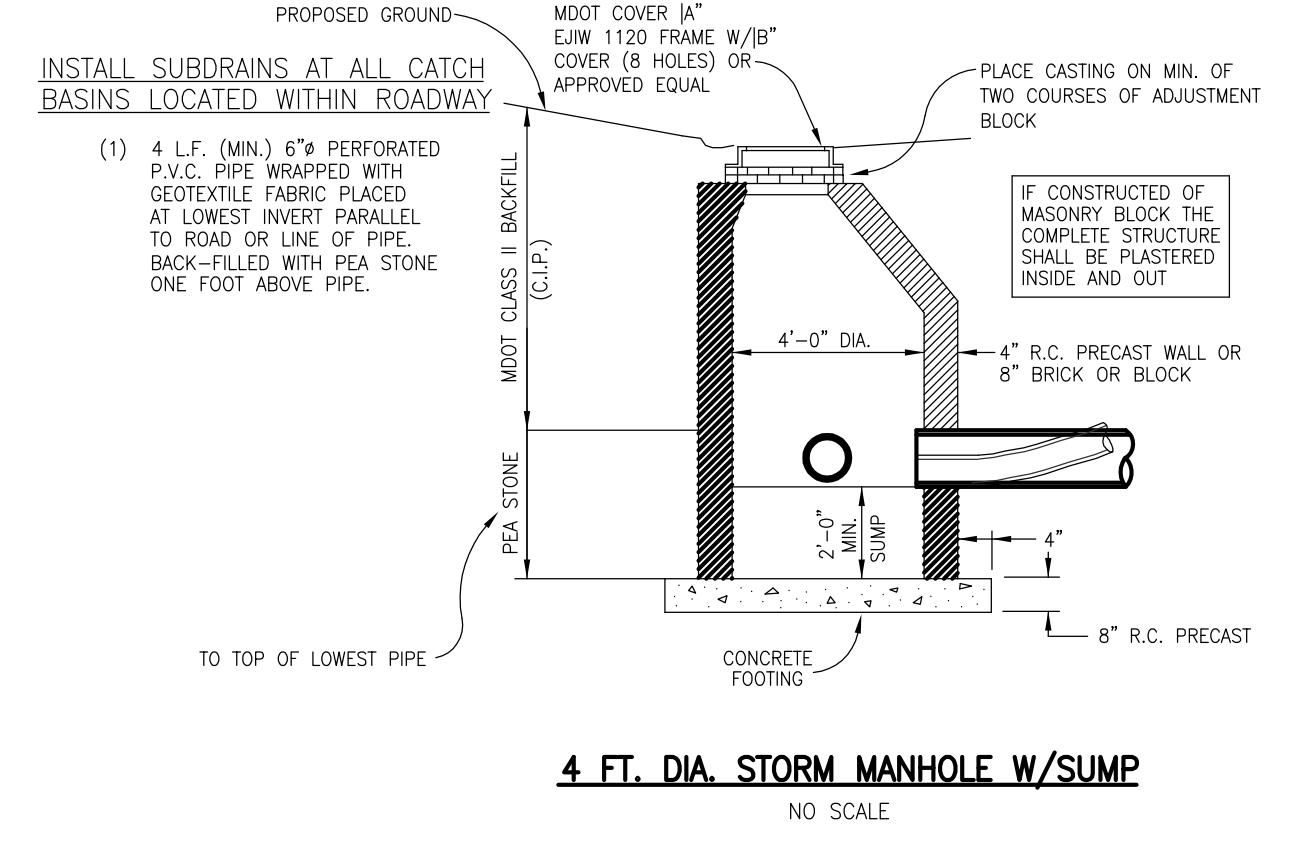 PROPOSED GROUND
MDOT COVER |A”
EJIW 1120 FRAME W/|B”
COVER (8 HOLES) OR
APPROVED EQUAL
INSTALL SUBDRAINS AT ALL CATCH
BASINS LOCATED WITHIN ROADWAY
PLACE CASTING ON MIN. OF
TWO COURSES OF ADJUSTMENT
BLOCK
(1) 4 L.F. (MIN.) 6”ø PERFORATED
P.V.C. PIPE WRAPPED WITH
GEOTEXTILE FABRIC PLACED
AT LOWEST INVERT PARALLEL
TO ROAD OR LINE OF PIPE.
BACK–FILLED WITH PEA STONE
ONE FOOT ABOVE PIPE.
MDOT CLASS II BACKFILL
(C.I.P.)
IF CONSTRUCTED OF
MASONRY BLOCK THE
COMPLETE STRUCTURE
SHALL BE PLASTERED
INSIDE AND OUT
4’–0” DIA.
4” R.C. PRECAST WALL OR
8” BRICK OR BLOCK
PEA STONE
2’–0”
MIN.
SUMP
4”
8” R.C. PRECAST
TO TOP OF LOWEST PIPE
CONCRETE
FOOTING
4 FT. DIA. STORM MANHOLE W/SUMP
NO SCALE